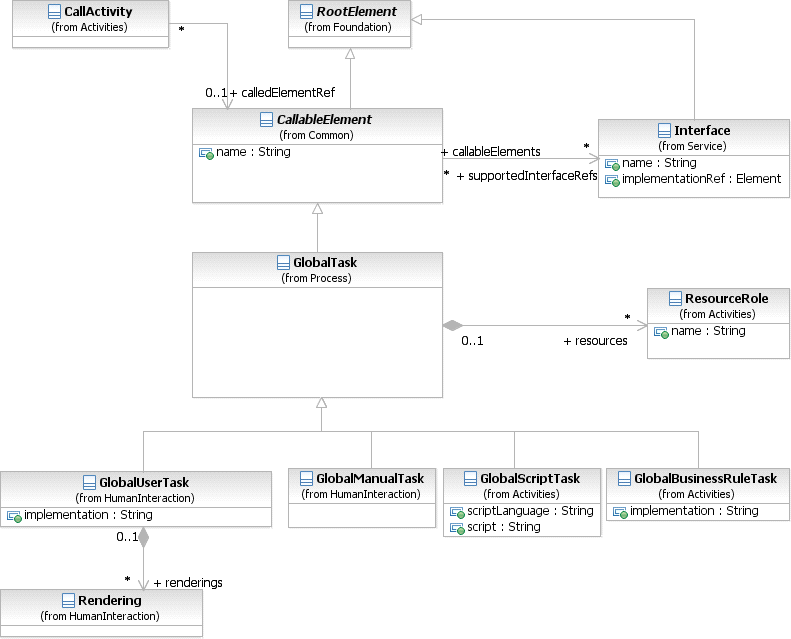 CallActivity
(from Activities)
*
RootElement
(from Foundation)
0..1 + calledElementRef
CallableElement
(from Common)
name : String
+ callableElements
*
* + supportedInterfaceRefs
Interface
(from Service)
name : String
implementationRef : Element
GlobalTask
(from Process)
0..1
*
+ resources
ResourceRole
(from Activities)
name : String
GlobalUserTask
(from HumanInteraction)
implementation : String
GlobalManualTask
(from HumanInteraction)
GlobalScriptTask
(from Activities)
scriptLanguage : String
script : String
GlobalBusinessRuleTask
(from Activities)
implementation : String
0..1
* + renderings
Rendering
(from HumanInteraction)